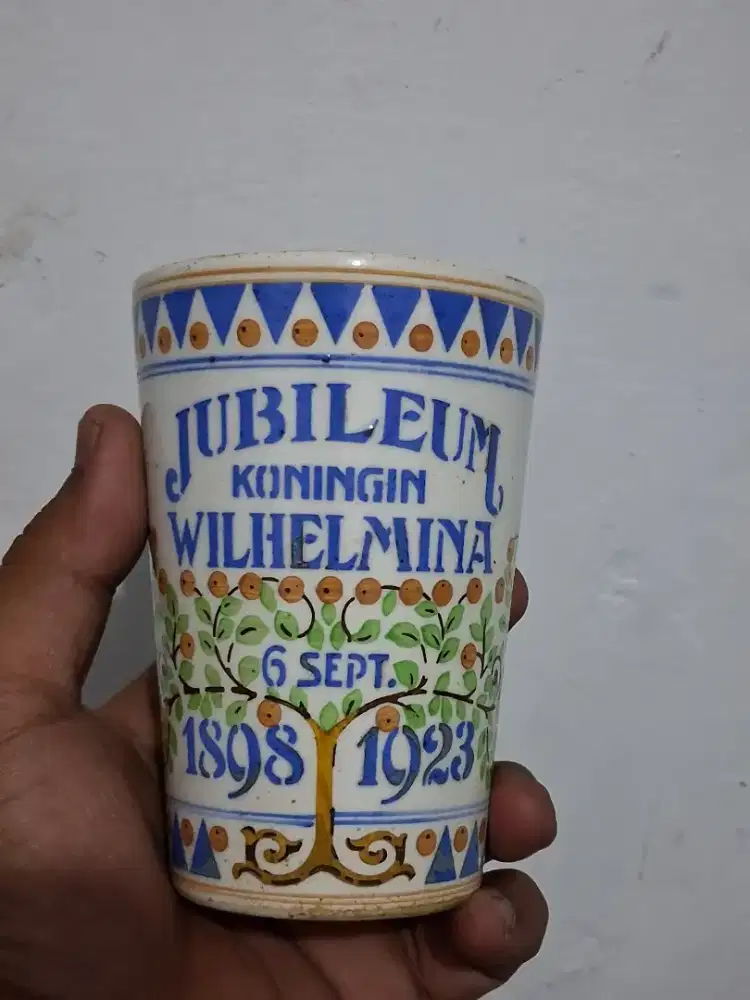 JUBILEUM
KONINGIN
WILHELMINA
6 SEPT.
1898 1923